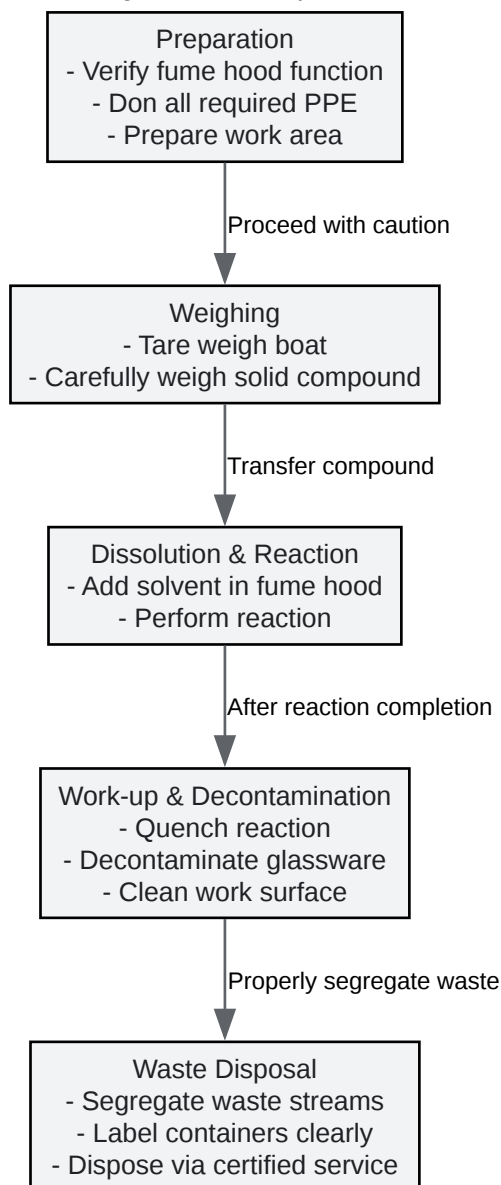 Preparation
- Verify fume hood function
- Don all required PPE
- Prepare work area
Proceed with caution
Weighing
- Tare weigh boat
- Carefully weigh solid compound
Transfer compound
Dissolution & Reaction
- Add solvent in fume hood
- Perform reaction
After reaction completion
Work-up & Decontamination
- Quench reaction
- Decontaminate glassware
- Clean work surface
Properly segregate waste
Waste Disposal
- Segregate waste streams
- Label containers clearly
- Dispose via certified service